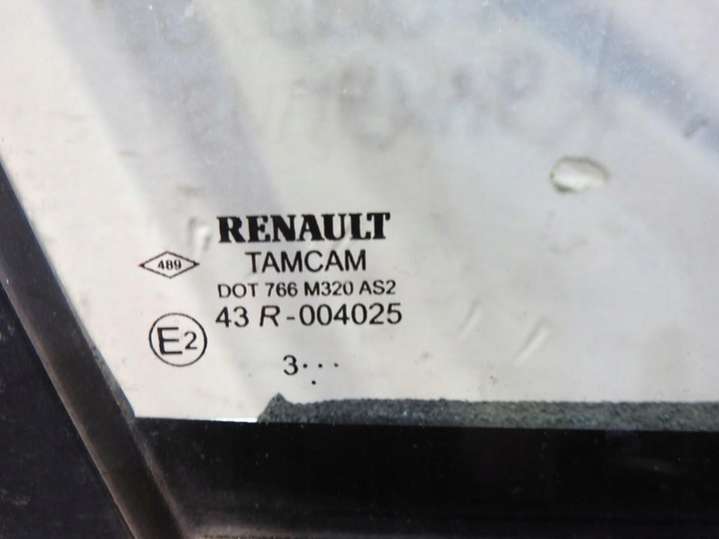 RENAULT
489
TAMCAM
DOT 766 M320 AS2
43 R-004025
E2
3...